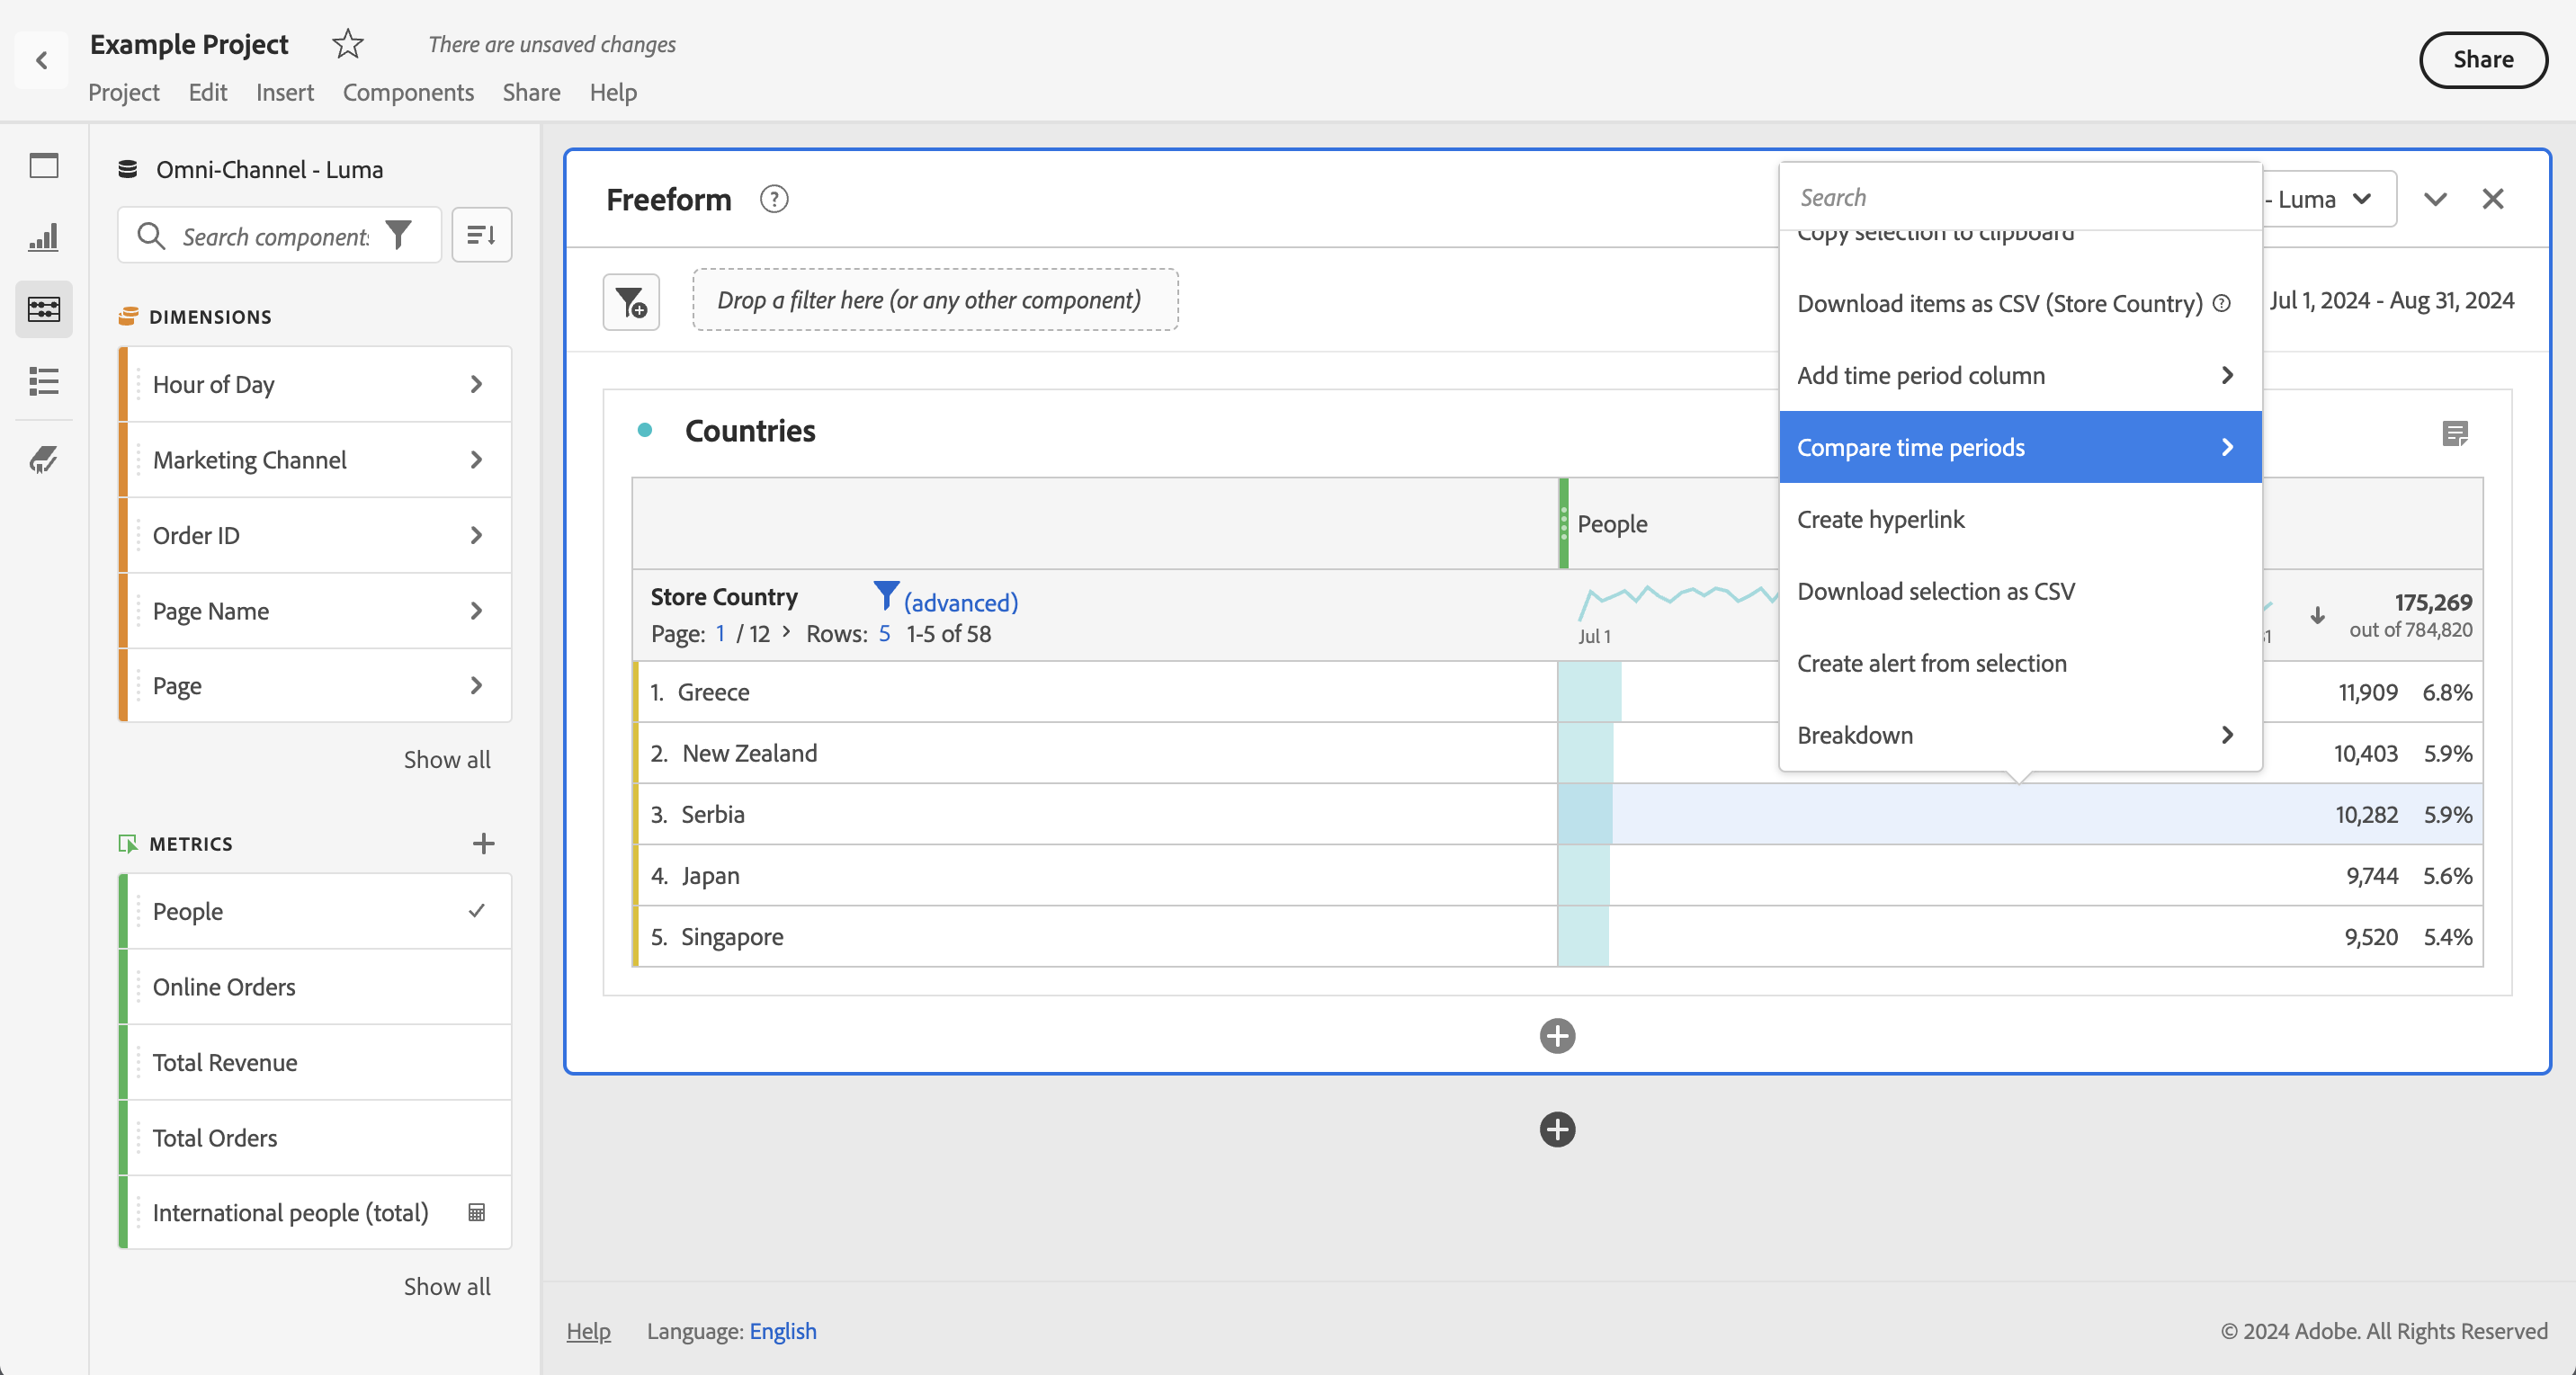 Example Project
There are unsaved changes
Share
Project Edit Insert Components Share Help
Omni-Channel - Luma
Search component
DIMENSIONS
Hour of Day
Marketing Channel
Order ID
Page Name
Page
Show all
METRICS
People
Online Orders
Total Revenue
Total Orders
International people (total)
Show all
Freeform
- Luma
Drop a filter here (or any other component)
Jul 1, 2024 - Aug 31, 2024
Search
Copy selection to clipboard
Download items as CSV (Store Country)
Add time period column
Compare time periods
Create hyperlink
Download selection as CSV
Create alert from selection
Breakdown
Countries
People
Store Country (advanced)
Page: 1 / 12 > Rows: 5 1-5 of 58
Jul 1
175,269
out of 784,820
1. Greece 11,909 6.8%
2. New Zealand 10,403 5.9%
3. Serbia 10,282 5.9%
4. Japan 9,744 5.6%
5. Singapore 9,520 5.4%
Help Language: English
© 2024 Adobe. All Rights Reserved